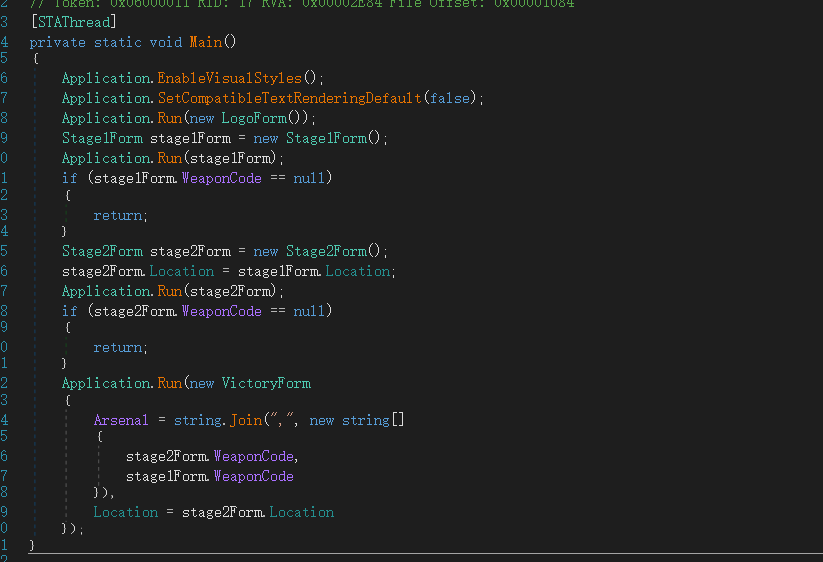 2 // Token: 0x06000011 RID: 17 RVA: 0x00002E84 File Offset: 0x00001084
3 [STAThread]
4 private static void Main()
5 {
6 Application.EnableVisualStyles();
7 Application.SetCompatibleTextRenderingDefault(false);
8 Application.Run(new LogoForm());
9 Stage1Form stage1Form = new Stage1Form();
0 Application.Run(stage1Form);
1 if (stage1Form.WeaponCode == null)
2 {
3 return;
4 }
5 Stage2Form stage2Form = new Stage2Form();
6 stage2Form.Location = stage1Form.Location;
7 Application.Run(stage2Form);
8 if (stage2Form.WeaponCode == null)
9 {
0 return;
1 }
2 Application.Run(new VictoryForm
3 {
4 Arsenal = string.Join(",", new string[]
5 {
6 stage2Form.WeaponCode,
7 stage1Form.WeaponCode
8 }),
9 Location = stage2Form.Location
0 });
1 }
2